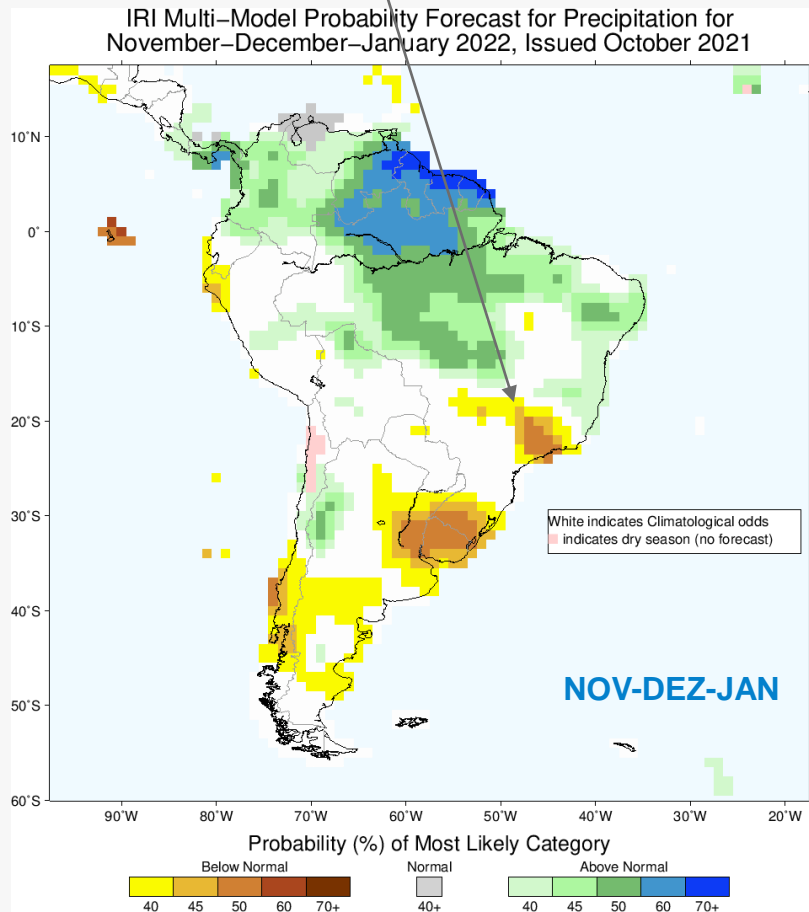 IRI Multi−Model Probability Forecast for Precipitation for
November−December−January 2022, Issued October 2021
10˚N
0˚
10˚S
20˚S
30˚S
40˚S
50˚S
60˚S
White indicates Climatological odds
indicates dry season (no forecast)
NOV-DEZ-JAN
90˚W 80˚W 70˚W 60˚W 50˚W 40˚W 30˚W 20˚W
Probability (%) of Most Likely Category
Below Normal Normal Above Normal
40 45 50 60 70+ 40+ 40 45 50 60 70+